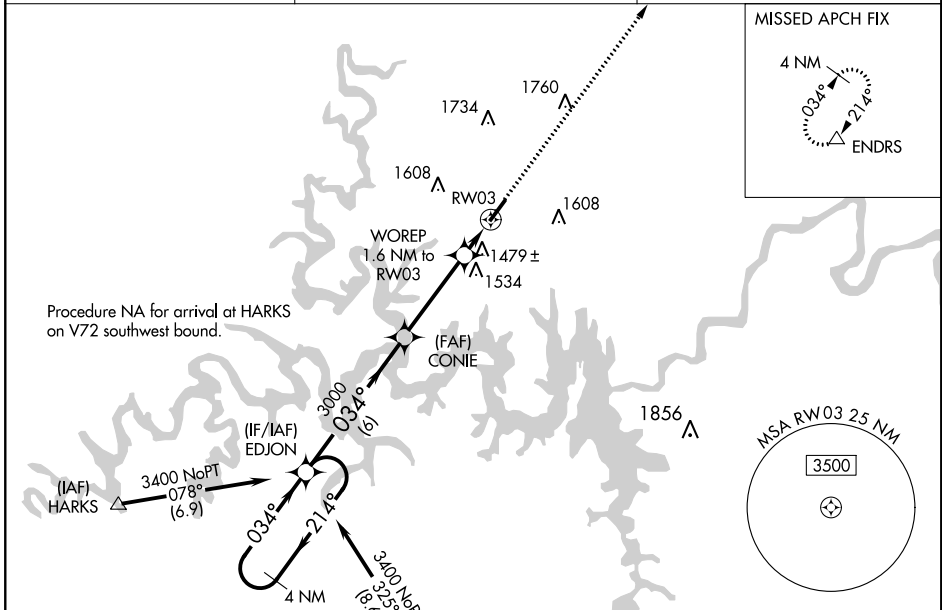 MISSED APCH FIX
4 NM
034°
214°
ENDRS
1760
1734
1608
RW03
1608
WOREP
1.6 NM to
RW03
1479 ±
1534
Procedure NA for arrival at HARKS
on V72 southwest bound.
(FAF)
CONIE
3000
034°
(6)
1856
MSA RW03 25 NM
3500
(IF/IAF)
EDJON
(IAF)
HARKS
3400 NoPT
078°
(6.9)
034°
214°
4 NM
3400
325°